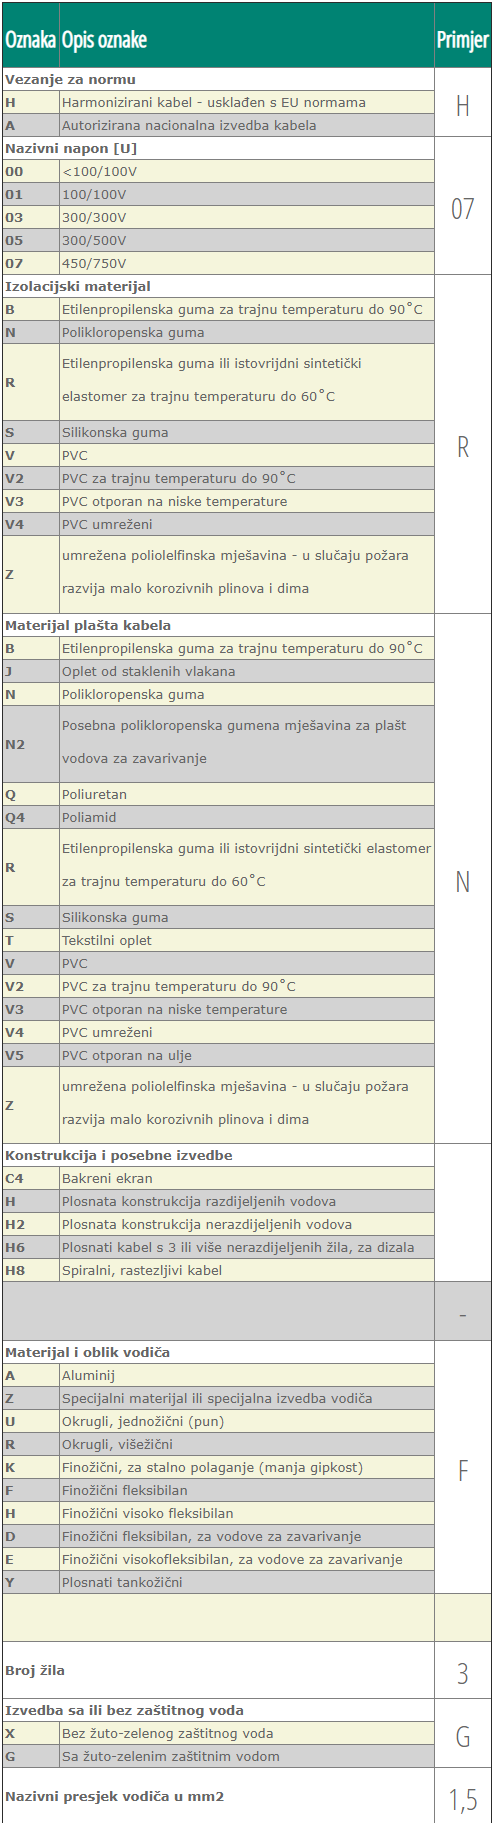 Oznaka Opis oznake Primjer
Vezanje za normu
H
H Harmonizirani kabel - usklađen s EU normama
A Autorizirana nacionalna izvedba kabela
Nazivni napon [U]
07
00 <100/100V
01 100/100V
03 300/300V
05 300/500V
07 450/750V
Izolacijski materijal
R
B Etilenpropilenska guma za trajnu temperaturu do 90˚C
N Polikloropenska guma
R Etilenpropilenska guma ili istovrijdni sintetički
elastomer za trajnu temperaturu do 60˚C
S Silikonska guma
V PVC
V2 PVC za trajnu temperaturu do 90˚C
V3 PVC otporan na niske temperature
V4 PVC umreženi
Z umrežena poliolelfinska mješavina - u slučaju požara
razvija malo korozivnih plinova i dima
Materijal plašta kabela
N
B Etilenpropilenska guma za trajnu temperaturu do 90˚C
J Oplet od staklenih vlakana
N Polikloropenska guma
N2 Posebna polikloropenska gumena mješavina za plašt
vodova za zavarivanje
Q Poliuretan
Q4 Poliamid
R Etilenpropilenska guma ili istovrijdni sintetički elastomer
za trajnu temperaturu do 60˚C
S Silikonska guma
T Tekstilni oplet
V PVC
V2 PVC za trajnu temperaturu do 90˚C
V3 PVC otporan na niske temperature
V4 PVC umreženi
V5 PVC otporan na ulje
Z umrežena poliolelfinska mješavina - u slučaju požara
razvija malo korozivnih plinova i dima
Konstrukcija i posebne izvedbe
C4 Bakreni ekran
H Plosnata konstrukcija razdijeljenih vodova
H2 Plosnata konstrukcija nerazdijeljenih vodova
H6 Plosnati kabel s 3 ili više nerazdijeljenih žila, za dizala
H8 Spiralni, rastezljivi kabel
-
Materijal i oblik vodiča
F
A Aluminij
Z Specijalni materijal ili specijalna izvedba vodiča
U Okrugli, jednožični (pun)
R Okrugli, višežični
K Finožični, za stalno polaganje (manja gipkost)
F Finožični fleksibilan
H Finožični visoko fleksibilan
D Finožični fleksibilan, za vodove za zavarivanje
E Finožični visokofleksibilan, za vodove za zavarivanje
Y Plosnati tankožični
Broj žila 3
Izvedba sa ili bez zaštitnog voda
G
X Bez žuto-zelenog zaštitnog voda
G Sa žuto-zelenim zaštitnim vodom
Nazivni presjek vodiča u mm2 1,5